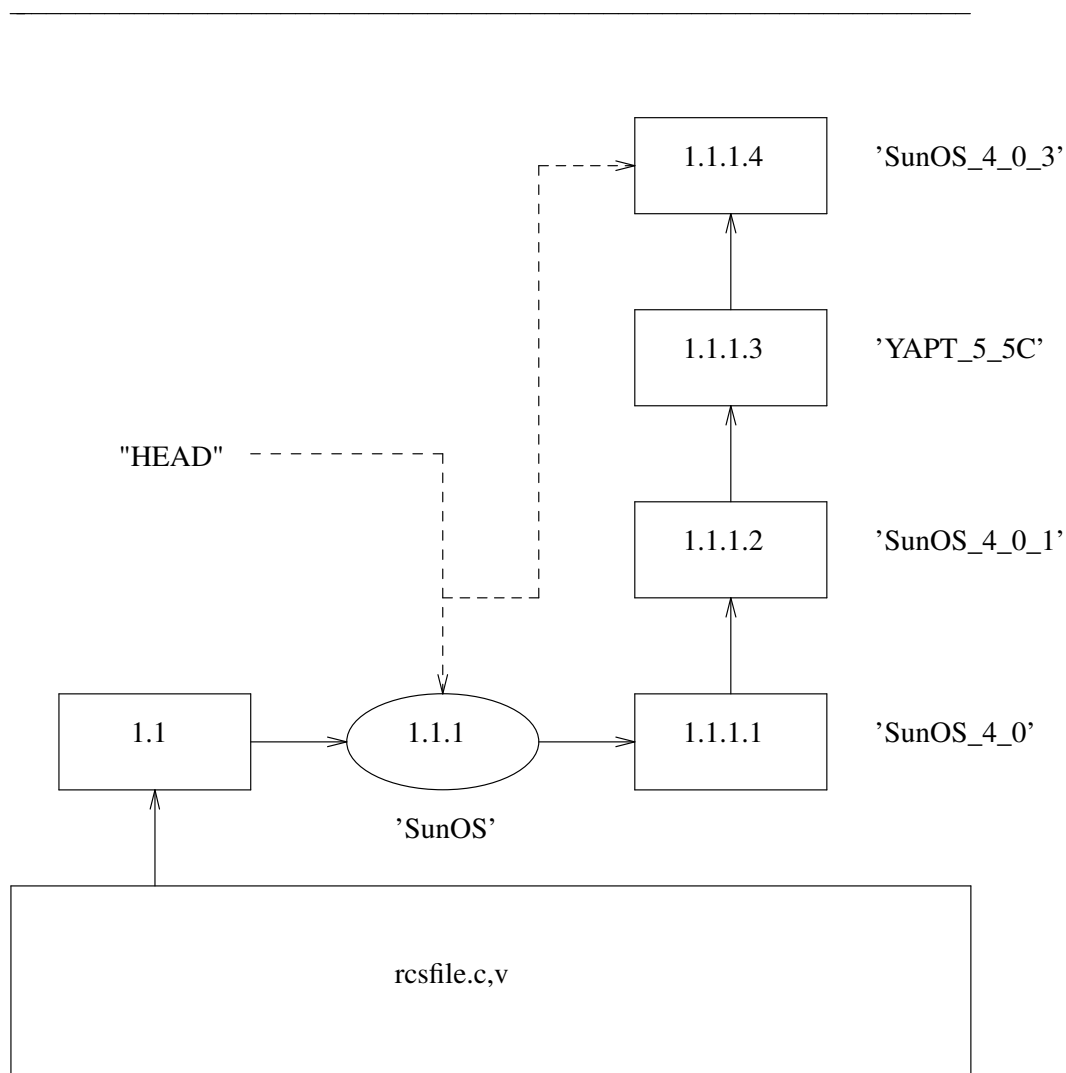 1.1.1.4 ’SunOS_4_0_3’
1.1.1.3 ’YAPT_5_5C’
"HEAD"
1.1.1.2 ’SunOS_4_0_1’
1.1 1.1.1 1.1.1.1 ’SunOS_4_0’
’SunOS’
rcsfile.c,v